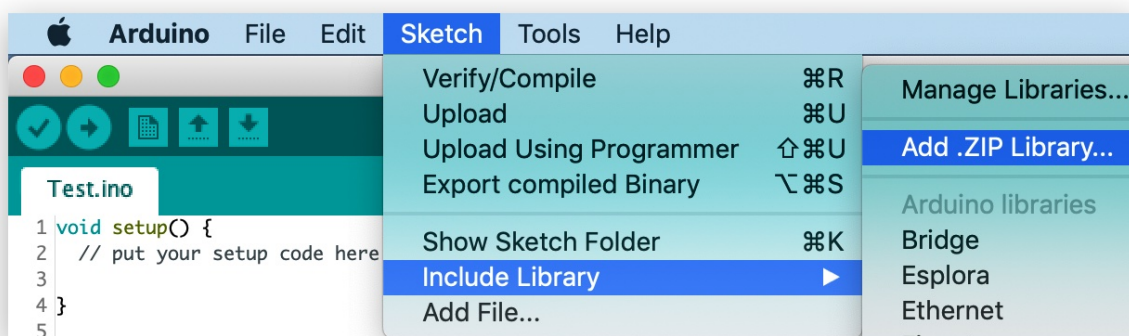 Arduino File Edit Sketch Tools Help
Verify/Compile ⌘R
Upload ⌘U
Upload Using Programmer ⇧⌘U
Export compiled Binary ⌥⌘S
Show Sketch Folder ⌘K
Include Library ▶
Add File...
Manage Libraries...
Add .ZIP Library...
Arduino libraries
Bridge
Esplora
Ethernet
Test.ino
1 void setup() {
2 // put your setup code here
3
4 }
5